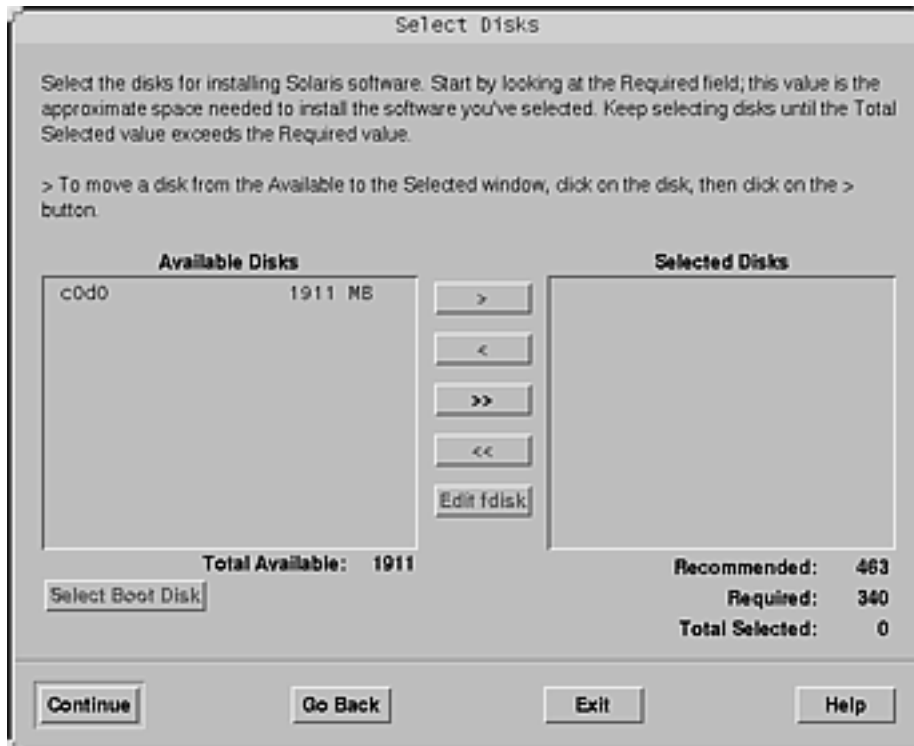 Select Disks
Select the disks for installing Solaris software. Start by looking at the Required field; this value is the
approximate space needed to install the software you've selected. Keep selecting disks until the Total
Selected value exceeds the Required value.
> To move a disk from the Available to the Selected window, click on the disk, then click on the >
button.
Available Disks
Selected Disks
c0d0 1911 MB
>
<
>>
<<
Edit fdisk
Total Available: 1911
Select Boot Disk
Recommended: 463
Required: 340
Total Selected: 0
Continue
Go Back
Exit
Help